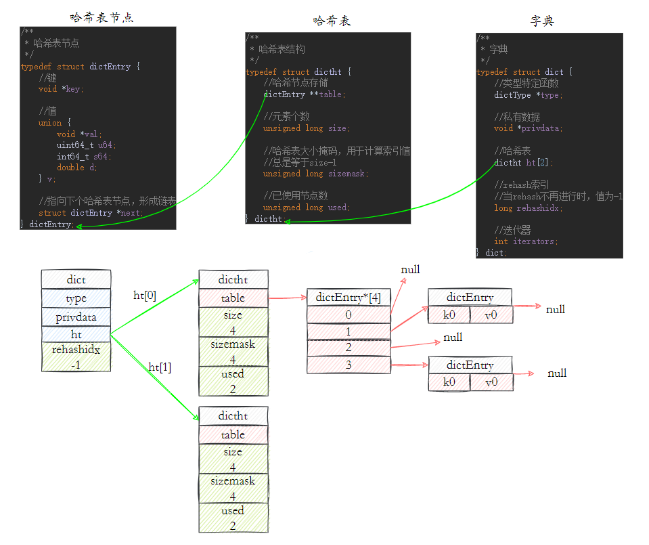 哈希表节点
/**
 * 哈希表节点
 */
typedef struct dictEntry {
//键
void *key;
//值
union {
void *val;
uint64_t u64;
int64_t s64;
double d;
} v;
//指向下个哈希表节点，形成链表
struct dictEntry *next;
} dictEntry;
哈希表
/**
 * 哈希表结构
 */
typedef struct dictht {
//哈希节点存储
dictEntry **table;
//元素个数
unsigned long size;
//哈希表大小掩码，用于计算索引值
//总是等于size-1
unsigned long sizemask;
//已使用节点数
unsigned long used;
} dictht
字典
/**
 * 字典
 */
typedef struct dict {
//类型特定函数
dictType *type;
//私有数据
void *privdata;
//哈希表
dictht ht[2];
//rehash索引
//当rehash不再进行时，值为-1
long rehashidx;
//迭代器
int iterators;
} dict;
dict
type
privdata
ht
rehashidx
-1
ht[0]
ht[1]
dictht
table
size
4
sizemask
4
used
2
dictht
table
size
4
sizemask
4
used
2
dictEntry*[4]
0
1
2
3
null
dictEntry
k0 v0
null
null
dictEntry
k0 v0
null